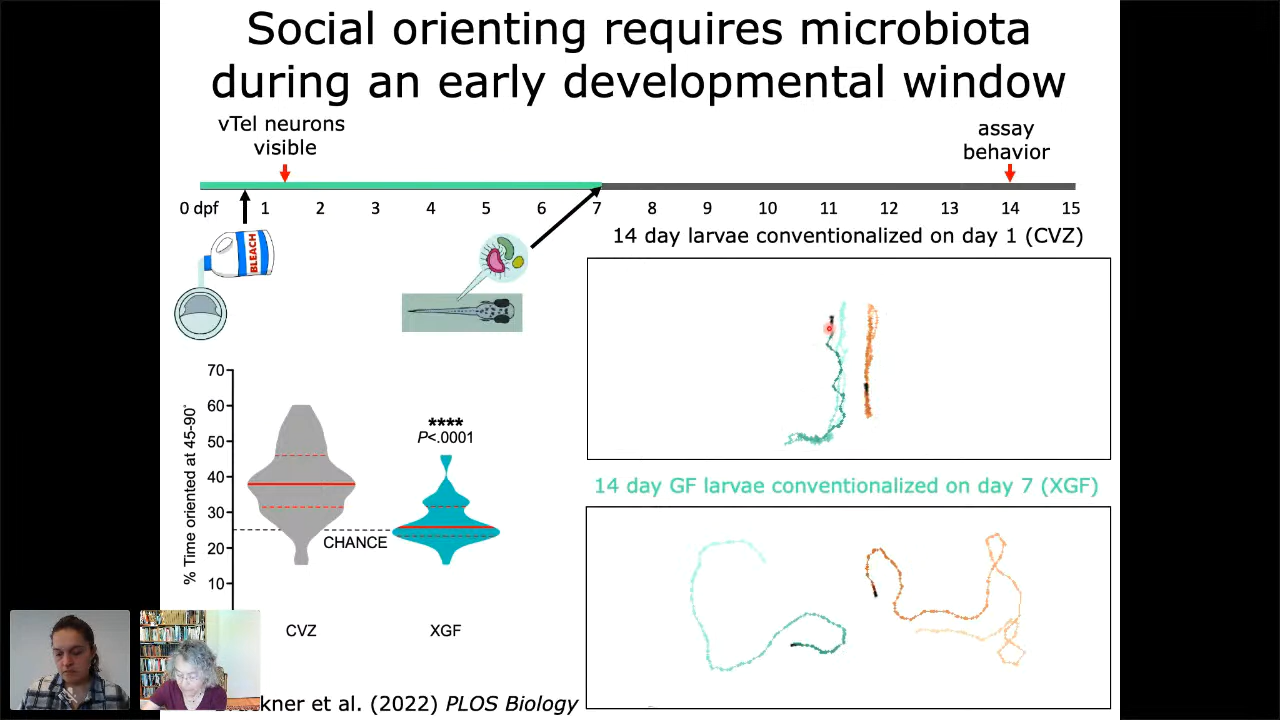 Social orienting requires microbiota
during an early developmental window
vTel neurons
visible
assay
behavior
0 dpf 1 2 3 4 5 6 7 8 9 10 11 12 13 14 15
BLEACH
14 day larvae conventionalized on day 1 (CVZ)
% Time oriented at 45-90°
70
60
50
40
30
20
10
****
P<.0001
CHANCE
CVZ
XGF
14 day GF larvae conventionalized on day 7 (XGF)
et al. (2022) PLOS Biology